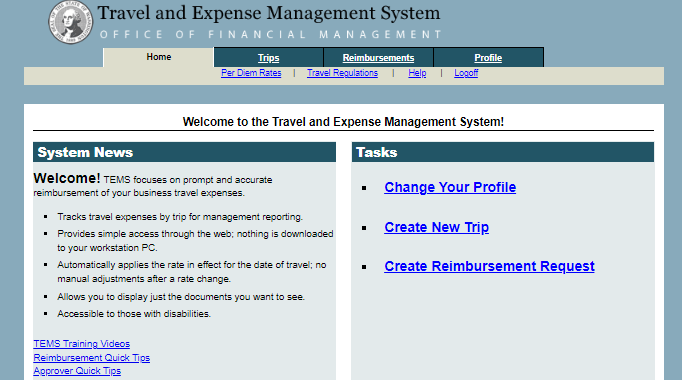 Travel and Expense Management System
OFFICE OF FINANCIAL MANAGEMENT
Home Trips Reimbursements Profile
Per Diem Rates | Travel Regulations | Help | Logoff
Welcome to the Travel and Expense Management System!
System News
Welcome! TEMS focuses on prompt and accurate
reimbursement of your business travel expenses.
▪ Tracks travel expenses by trip for management reporting.
▪ Provides simple access through the web; nothing is downloaded
to your workstation PC.
▪ Automatically applies the rate in effect for the date of travel; no
manual adjustments after a rate change.
▪ Allows you to display just the documents you want to see.
▪ Accessible to those with disabilities.
TEMS Training Videos
Reimbursement Quick Tips
Approver Quick Tips
Tasks
▪ Change Your Profile
▪ Create New Trip
▪ Create Reimbursement Request